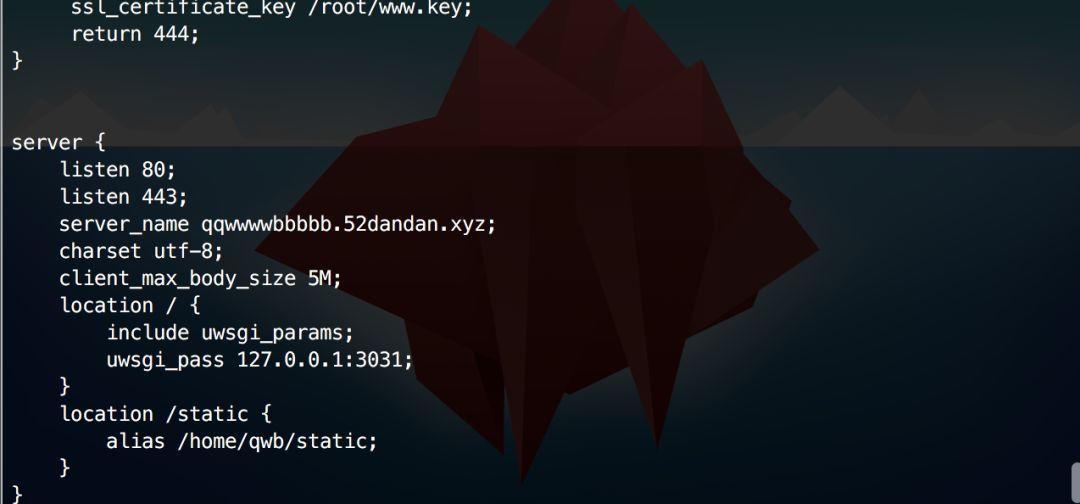 ssl_certificate_key /root/www.key;
return 444;
}
server {
listen 80;
listen 443;
server_name qqwwwwbbbbb.52dandan.xyz;
charset utf-8;
client_max_body_size 5M;
location / {
include uwsgi_params;
uwsgi_pass 127.0.0.1:3031;
}
location /static {
alias /home/qwb/static;
}
}